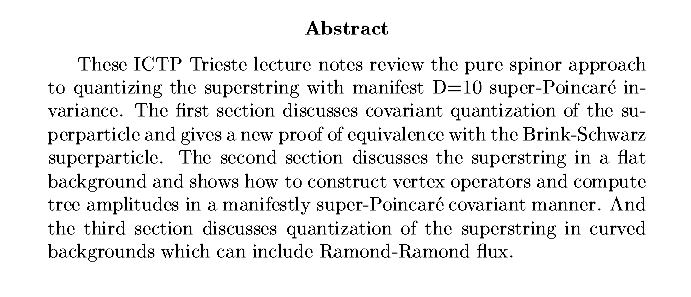 Abstract
These ICTP Trieste lecture notes review the pure spinor approach
to quantizing the superstring with manifest D=10 super-Poincaré in-
variance. The first section discusses covariant quantization of the su-
perparticle and gives a new proof of equivalence with the Brink-Schwarz
superparticle. The second section discusses the superstring in a flat
background and shows how to construct vertex operators and compute
tree amplitudes in a manifestly super-Poincaré covariant manner. And
the third section discusses quantization of the superstring in curved
backgrounds which can include Ramond-Ramond flux.